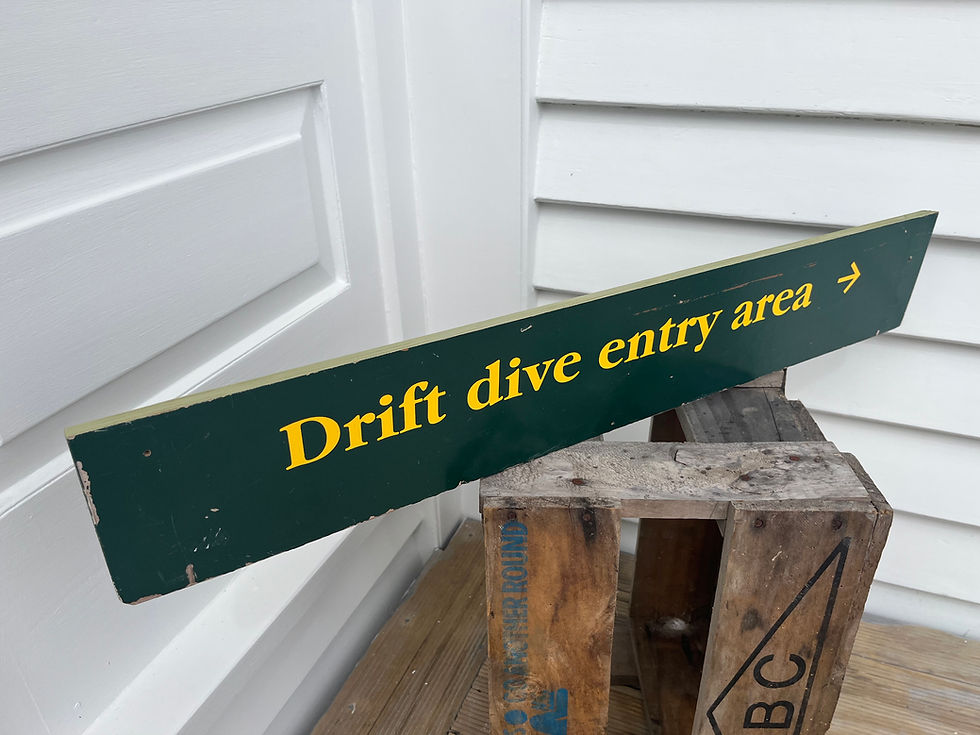 Drift dive entry area →
BC